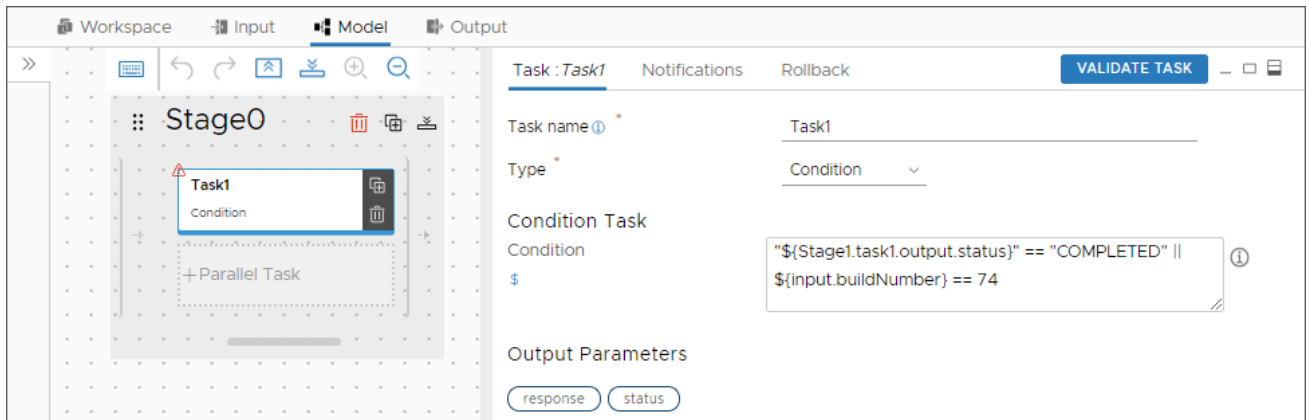 Workspace Input Model Output
Task : Task1 Notifications Rollback VALIDATE TASK
Stage0
Task name * Task1
Type * Condition
Task1
Condition
+Parallel Task
Condition Task
Condition
$
"${Stage1.task1.output.status}" == "COMPLETED" ||
${input.buildNumber} == 74
Output Parameters
response status